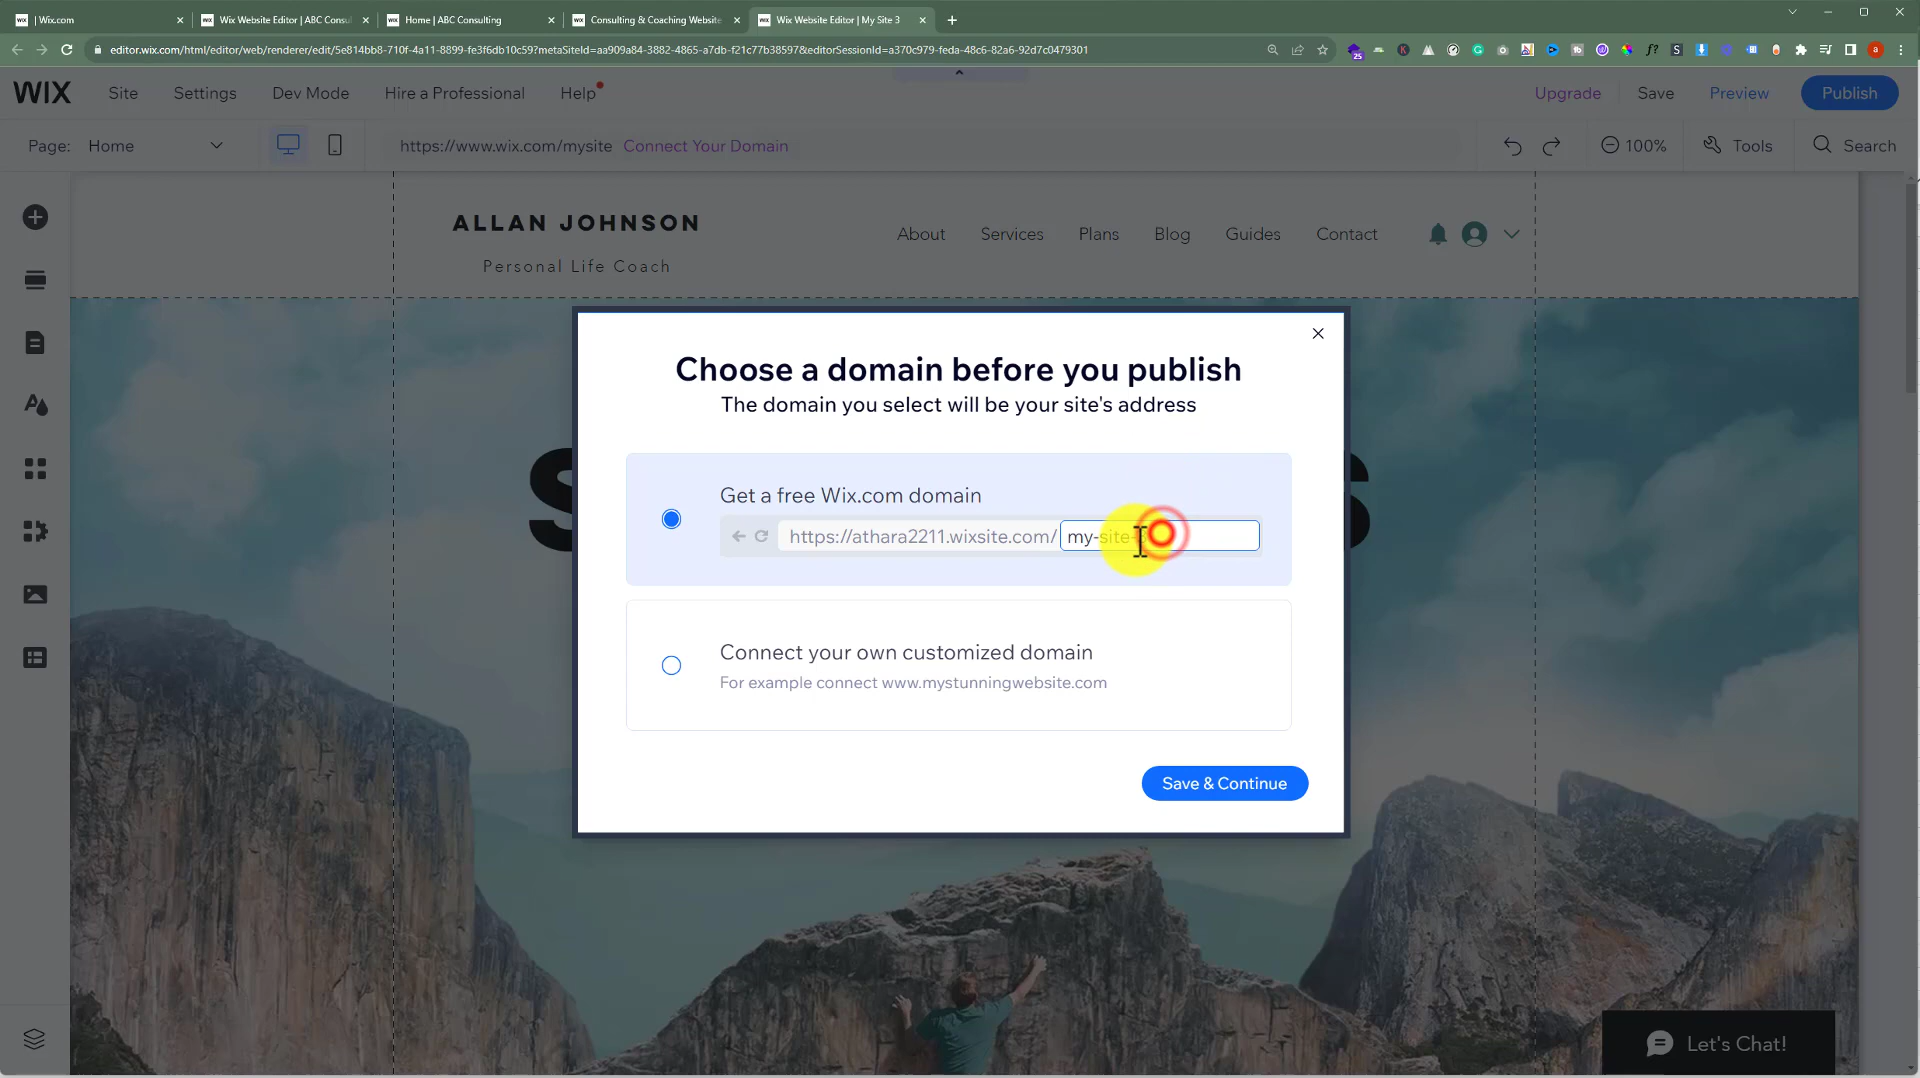 | Wix.com
Wix Website Editor | ABC Consul
Home | ABC Consulting
Consulting & Coaching Website
Wix Website Editor | My Site 3
editor.wix.com/html/editor/web/renderer/edit/5e814bb8-710f-4a11-8899-fe3f6db10c59?metaSiteId=aa909a84-3882-4865-a7db-f21c77b38597&editorSessionId=a370c979-feda-48c6-82a6-92d7c0479301
25
WIX
Site
Settings
Dev Mode
Hire a Professional
Help
Upgrade
Save
Preview
Publish
Page: Home
https://www.wix.com/mysite Connect Your Domain
100%
Tools
Search
ALLAN JOHNSON
Personal Life Coach
About
Services
Plans
Blog
Guides
Contact
Choose a domain before you publish
The domain you select will be your site's address
Get a free Wix.com domain
https://athara2211.wixsite.com/ my-site-
Connect your own customized domain
For example connect www.mystunningwebsite.com
Save & Continue
Let's Chat!